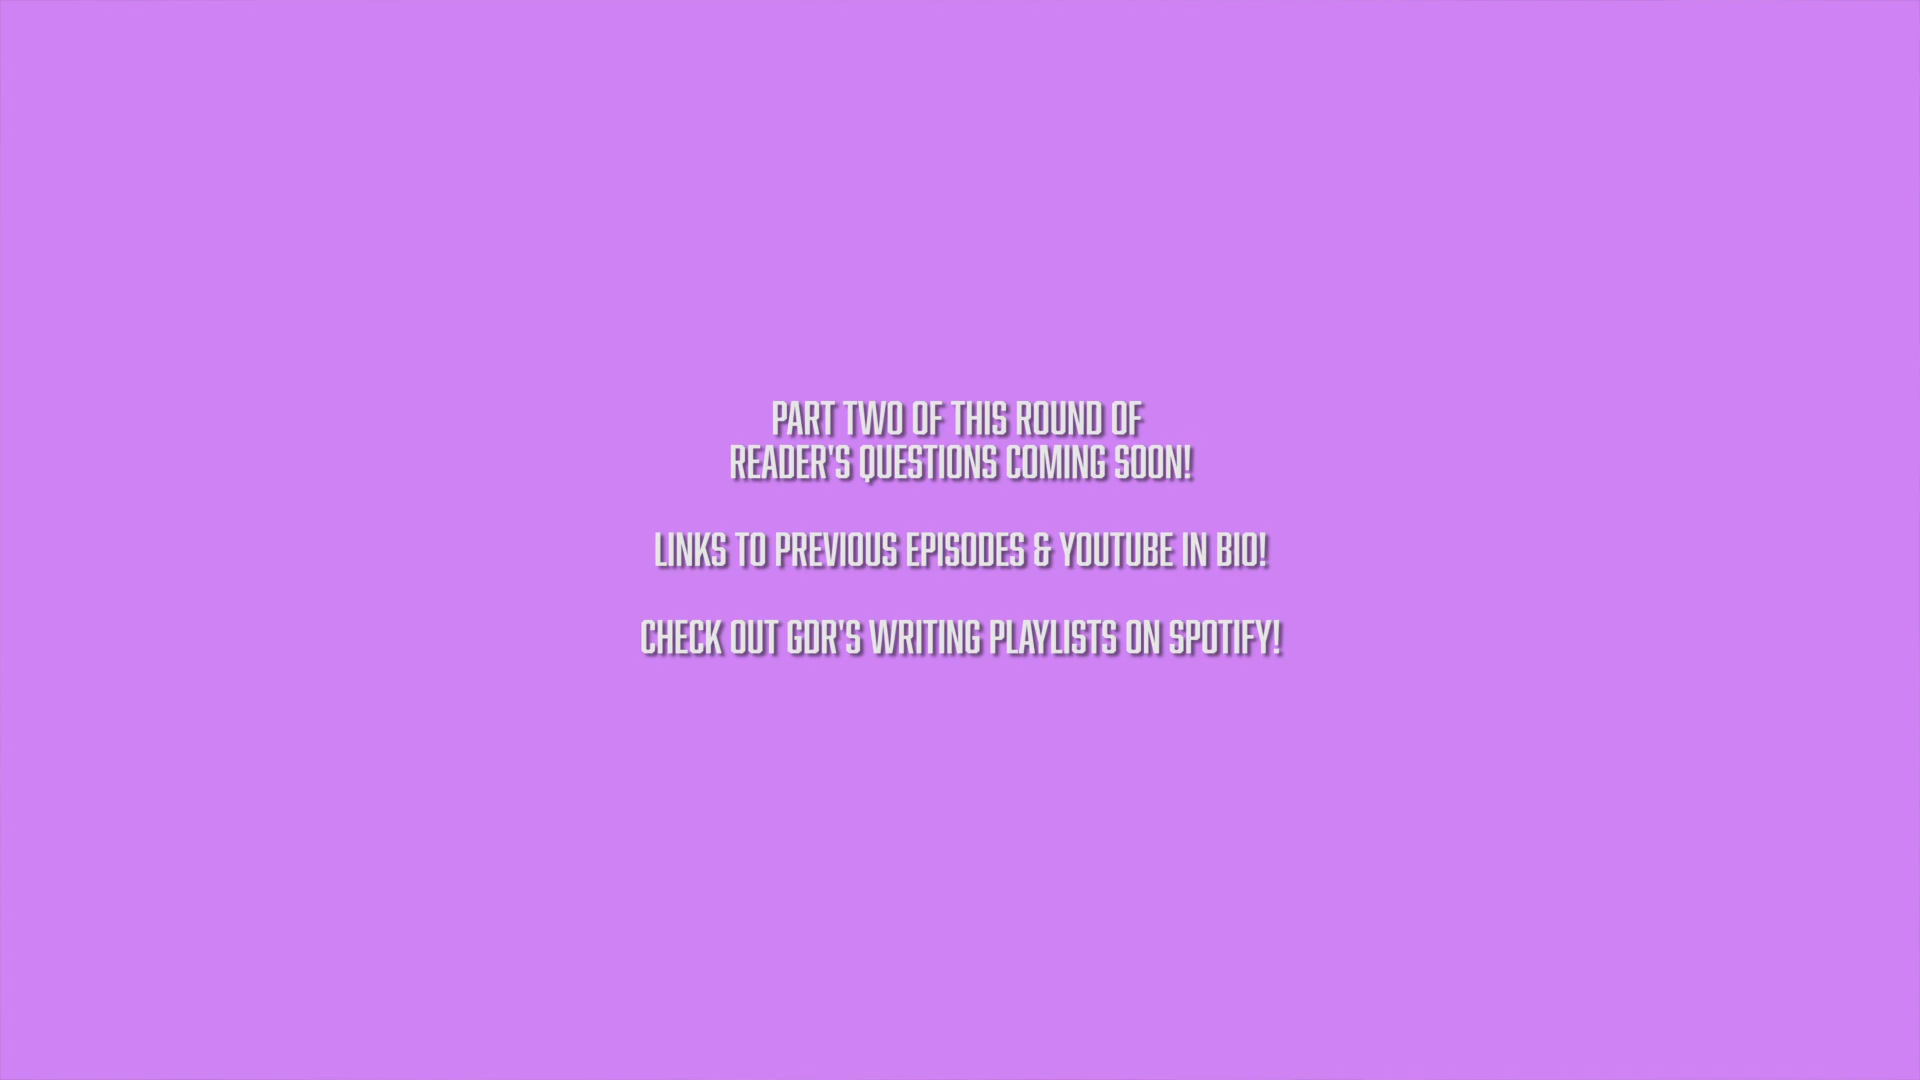 PART TWO OF THIS ROUND OF
READER'S QUESTIONS COMING SOON!
LINKS TO PREVIOUS EPISODES & YOUTUBE IN BIO!
CHECK OUT GDR'S WRITING PLAYLISTS ON SPOTIFY!